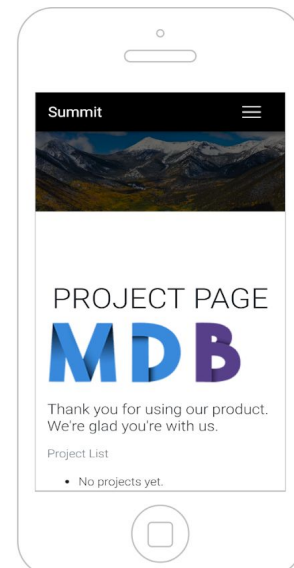 Summit
PROJECT PAGE
MDB
Thank you for using our product.
We're glad you're with us.
Project List
No projects yet.